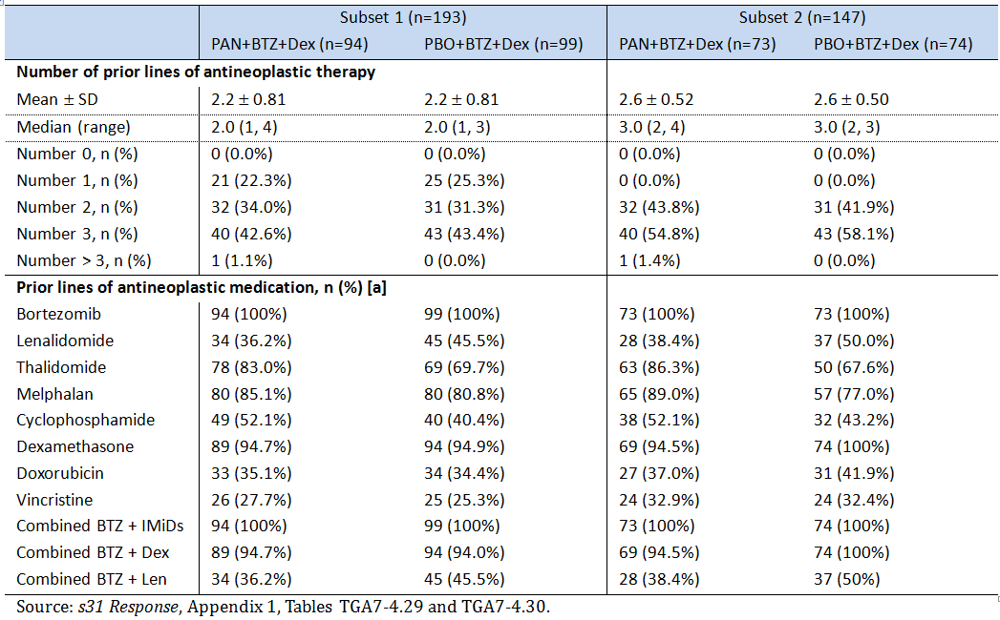 Subset 1 (n=193) Subset 2 (n=147)
PAN+BTZ+Dex (n=94) PBO+BTZ+Dex (n=99) PAN+BTZ+Dex (n=73) PBO+BTZ+Dex (n=74)
Number of prior lines of antineoplastic therapy
Mean ± SD 2.2 ± 0.81 2.2 ± 0.81 2.6 ± 0.52 2.6 ± 0.50
Median (range) 2.0 (1, 4) 2.0 (1, 3) 3.0 (2, 4) 3.0 (2, 3)
Number 0, n (%) 0 (0.0%) 0 (0.0%) 0 (0.0%) 0 (0.0%)
Number 1, n (%) 21 (22.3%) 25 (25.3%) 0 (0.0%) 0 (0.0%)
Number 2, n (%) 32 (34.0%) 31 (31.3%) 32 (43.8%) 31 (41.9%)
Number 3, n (%) 40 (42.6%) 43 (43.4%) 40 (54.8%) 43 (58.1%)
Number > 3, n (%) 1 (1.1%) 0 (0.0%) 1 (1.4%) 0 (0.0%)
Prior lines of antineoplastic medication, n (%) [a]
Bortezomib 94 (100%) 99 (100%) 73 (100%) 73 (100%)
Lenalidomide 34 (36.2%) 45 (45.5%) 28 (38.4%) 37 (50.0%)
Thalidomide 78 (83.0%) 69 (69.7%) 63 (86.3%) 50 (67.6%)
Melphalan 80 (85.1%) 80 (80.8%) 65 (89.0%) 57 (77.0%)
Cyclophosphamide 49 (52.1%) 40 (40.4%) 38 (52.1%) 32 (43.2%)
Dexamethasone 89 (94.7%) 94 (94.9%) 69 (94.5%) 74 (100%)
Doxorubicin 33 (35.1%) 34 (34.4%) 27 (37.0%) 31 (41.9%)
Vincristine 26 (27.7%) 25 (25.3%) 24 (32.9%) 24 (32.4%)
Combined BTZ + IMiDs 94 (100%) 99 (100%) 73 (100%) 74 (100%)
Combined BTZ + Dex 89 (94.7%) 94 (94.0%) 69 (94.5%) 74 (100%)
Combined BTZ + Len 34 (36.2%) 45 (45.5%) 28 (38.4%) 37 (50%)
Source: s31 Response, Appendix 1, Tables TGA7-4.29 and TGA7-4.30.